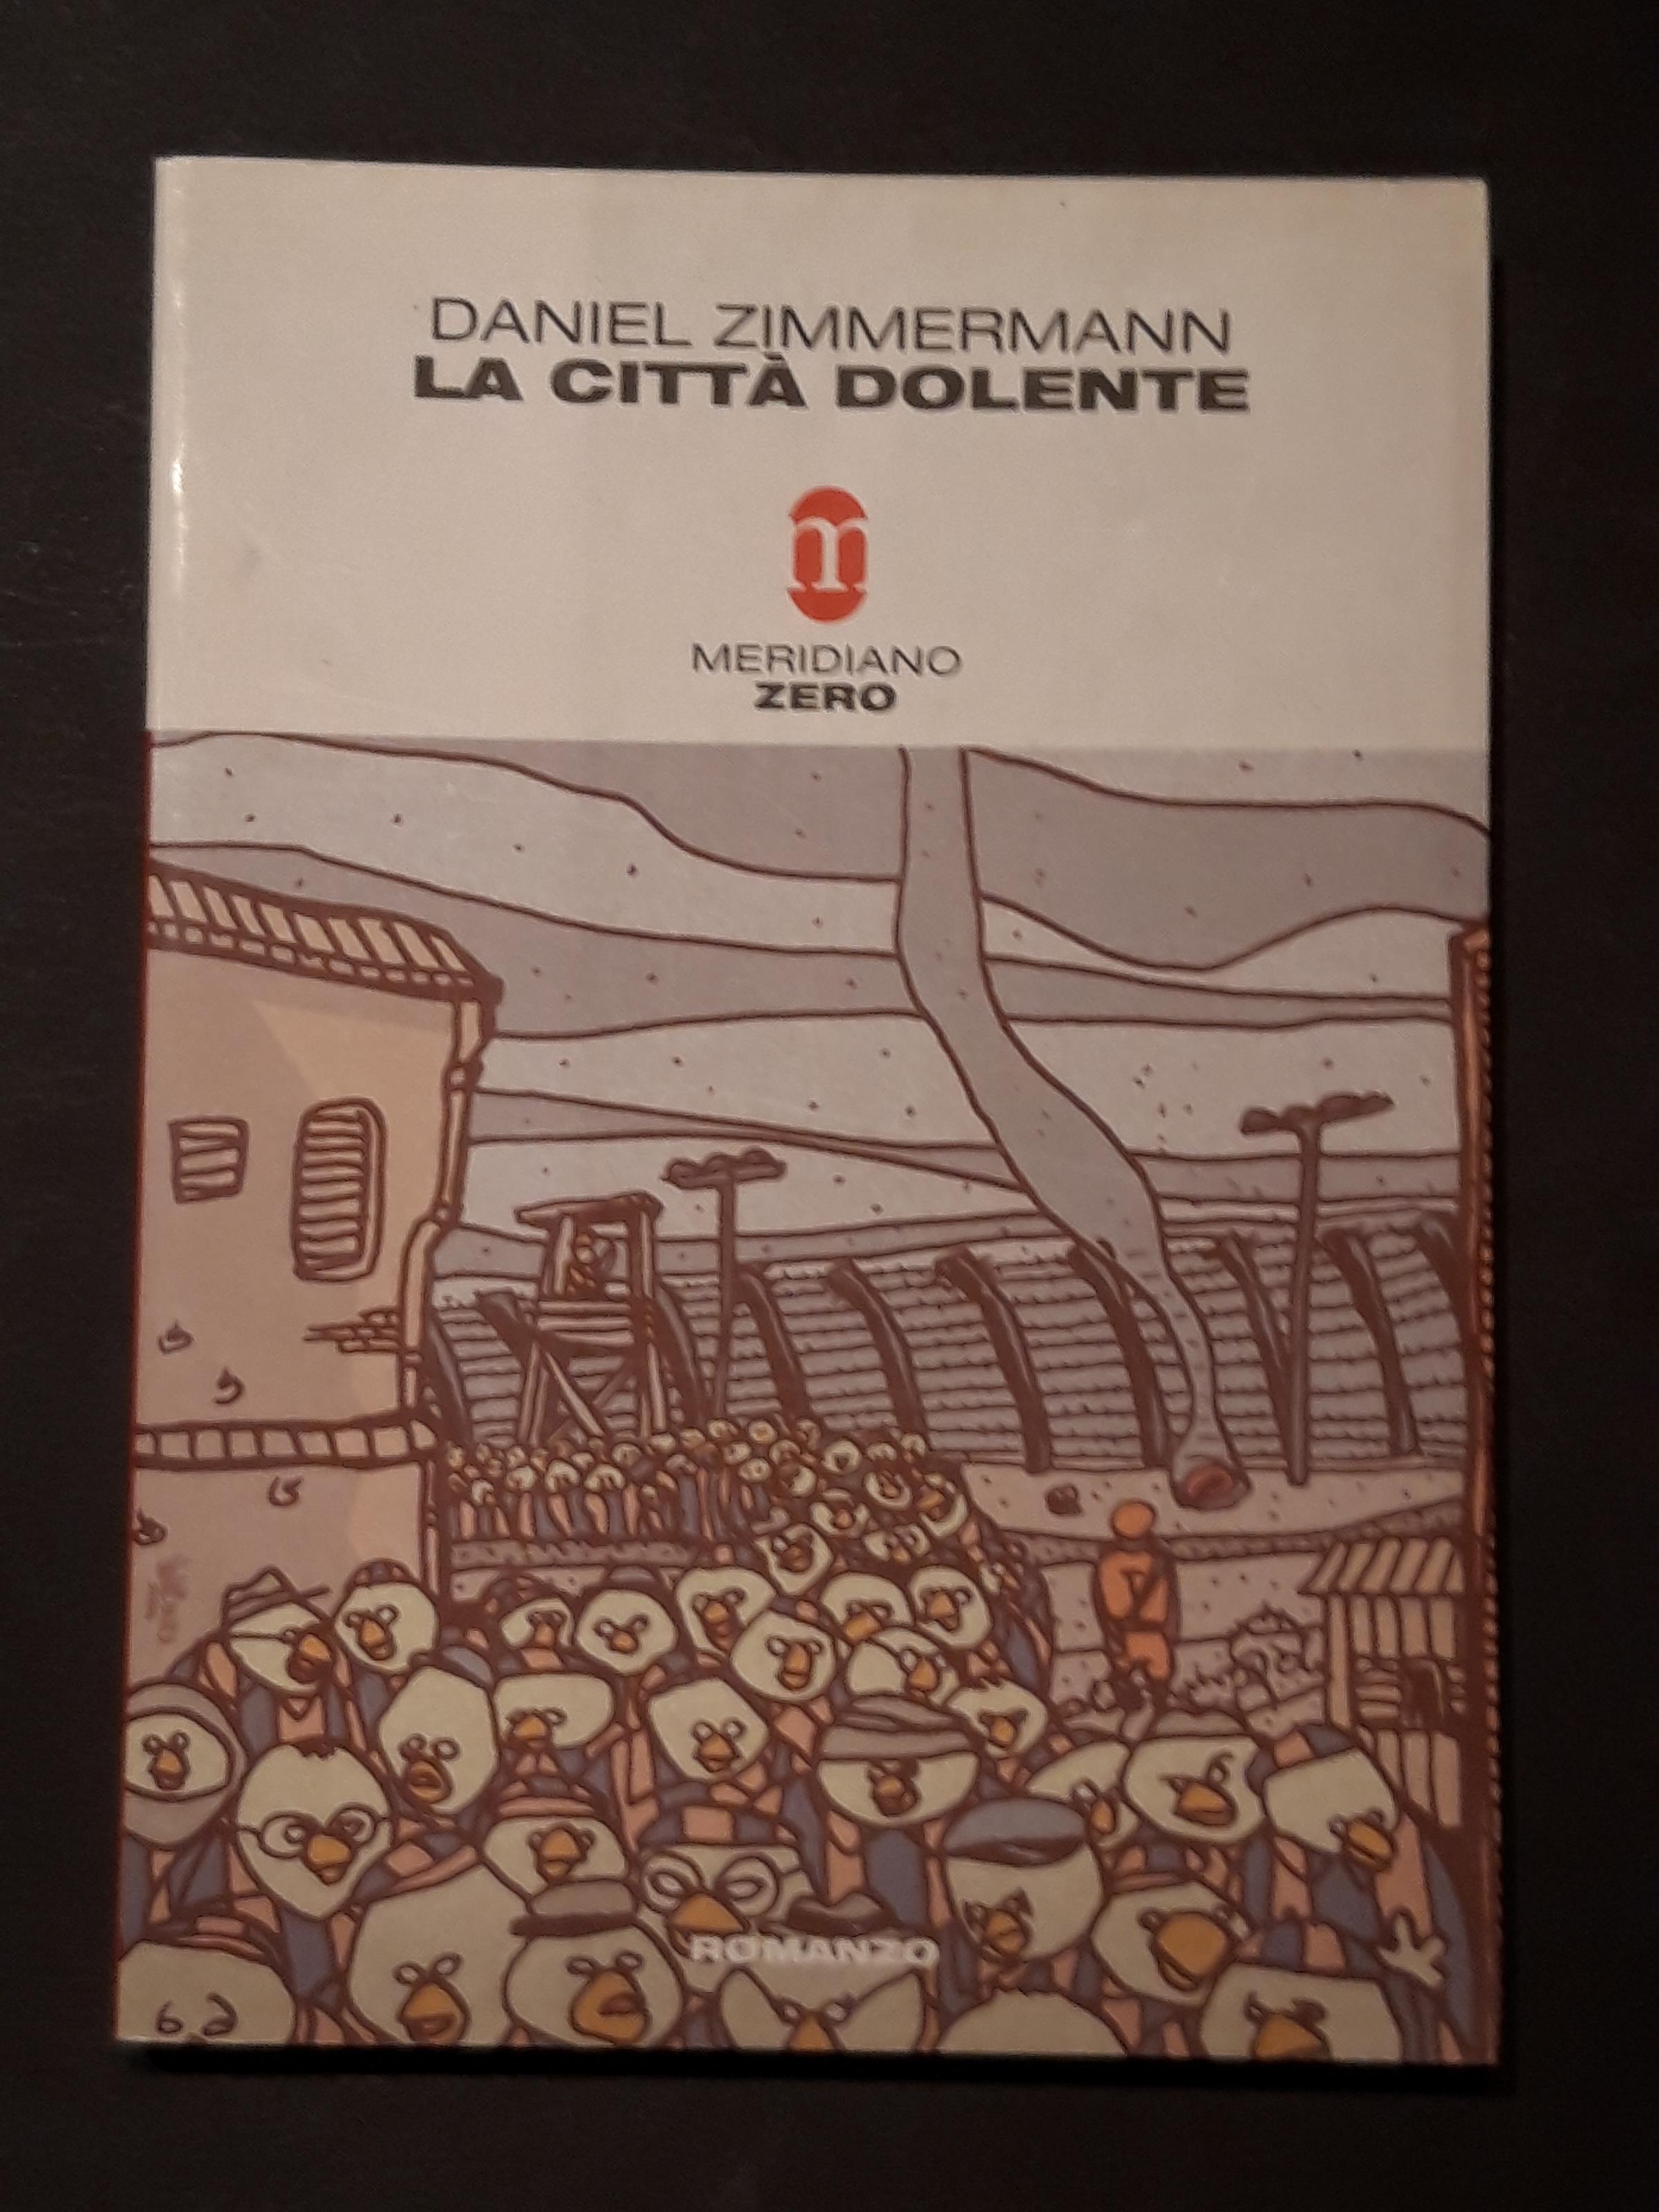 DANIEL ZIMMERMANN
LA CITTÀ DOLENTE
MERIDIANO
ZERO
ROMANZO